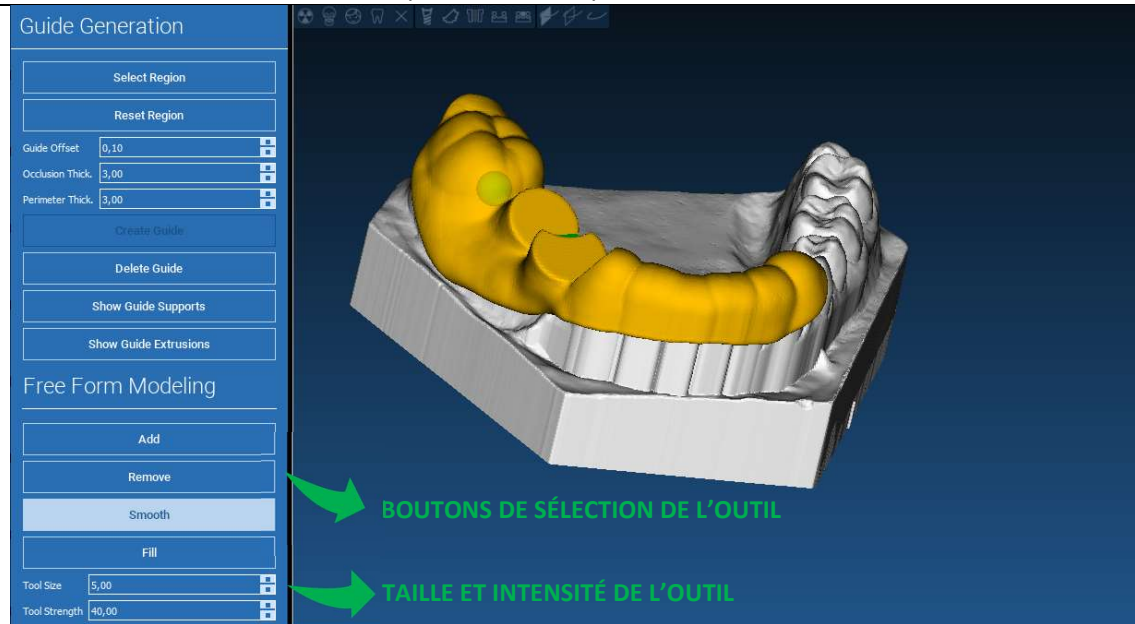 Guide Generation
Select Region
Reset Region
Guide Offset 0,10
Occlusion Thick. 3,00
Perimeter Thick. 3,00
Create Guide
Delete Guide
Show Guide Supports
Show Guide Extrusions
Free Form Modeling
Add
Remove
BOUTONS DE SÉLECTION DE L’OUTIL
Smooth
Fill
Tool Size 5,00
TAILLE ET INTENSITÉ DE L’OUTIL
Tool Strength 40,00